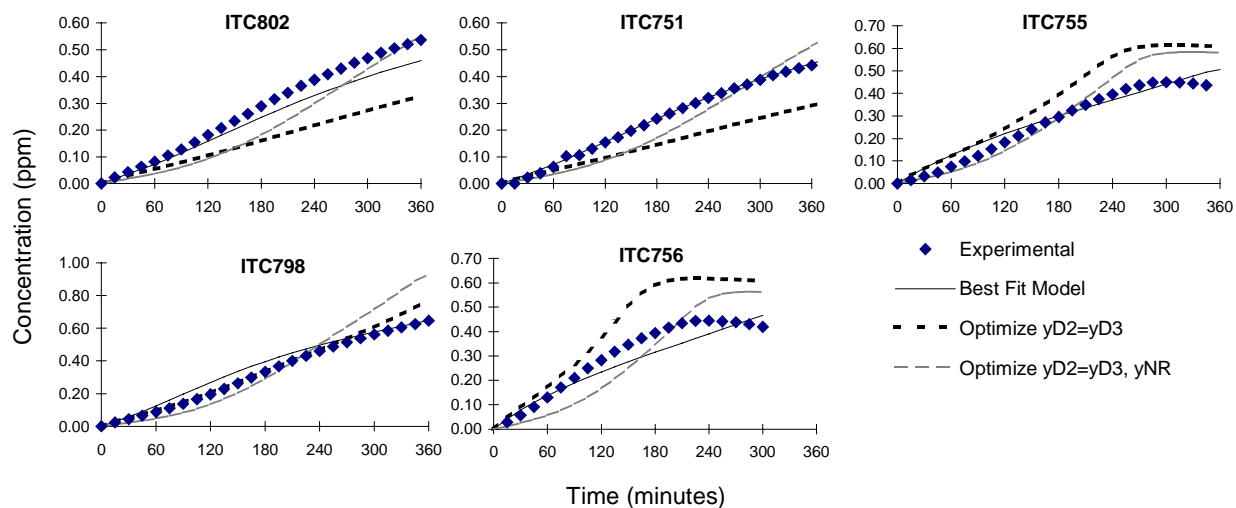 ITC802
0.60
0.50
0.40
0.30
0.20
0.10
0.00
0 60 120 180 240 300 360
ITC751
0.60
0.50
0.40
0.30
0.20
0.10
0.00
0 60 120 180 240 300 360
ITC755
0.70
0.60
0.50
0.40
0.30
0.20
0.10
0.00
0 60 120 180 240 300 360
Concentration (ppm)
ITC798
1.00
0.80
0.60
0.40
0.20
0.00
0 60 120 180 240 300 360
ITC756
0.70
0.60
0.50
0.40
0.30
0.20
0.10
0.00
0 60 120 180 240 300 360
Experimental
Best Fit Model
Optimize yD2=yD3
Optimize yD2=yD3, yNR
Time (minutes)